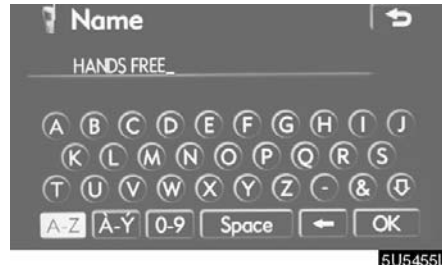 Name
HANDS FREE_
A B C D E F G H I J
K L M N O P Q R S
T U V W X Y Z - &
A-Z À-Ý 0-9 Space OK
5U5455I